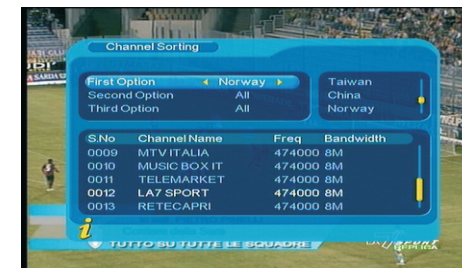 Channel Sorting
First Option Norway Taiwan
Second Option All China
Third Option All Norway
S.No Channel Name Freq Bandwidth
0009 MTV ITALIA 474000 8M
0010 MUSIC BOX IT 474000 8M
0011 TELEMARKET 474000 8M
0012 LA7 SPORT 474000 8M
0013 RETECAPRI 474000 8M
TUTTO SU TUTTE LE SQUADRE